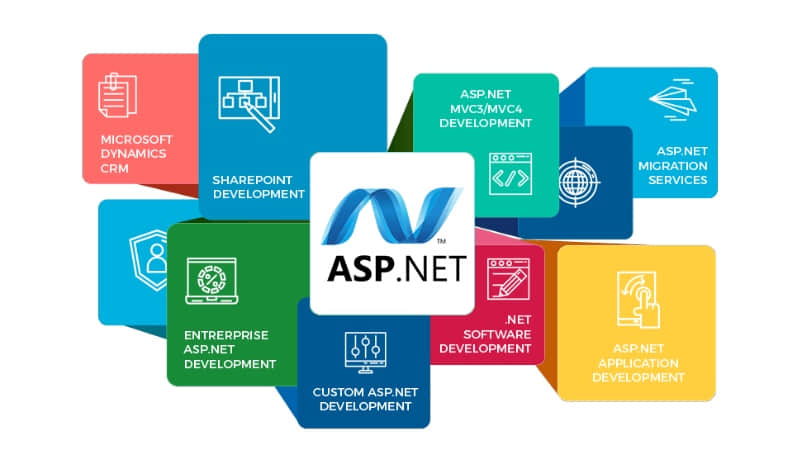 MICROSOFT
DYNAMICS
CRM
SHAREPOINT
DEVELOPMENT
ASP.NET
MVC3/MVC4
DEVELOPMENT
ASP.NET
MIGRATION
SERVICES
ASP.NET
TM
ENTRERPRISE
ASP.NET
DEVELOPMENT
CUSTOM ASP.NET
DEVELOPMENT
.NET
SOFTWARE
DEVELOPMENT
ASP.NET
APPLICATION
DEVELOPMENT